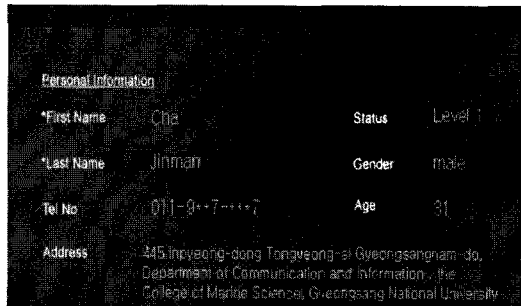 Personal Information
*First Name Cha Status Level 1
*Last Name Jinman Gender male
Tel No 011-9**7-***7 Age 31
Address 445 Inpyeong-dong Tongyeong-si Gyeongsangnam-do,
Department of Communication and Information, the
College of Marine Science, Gyeongsang National University